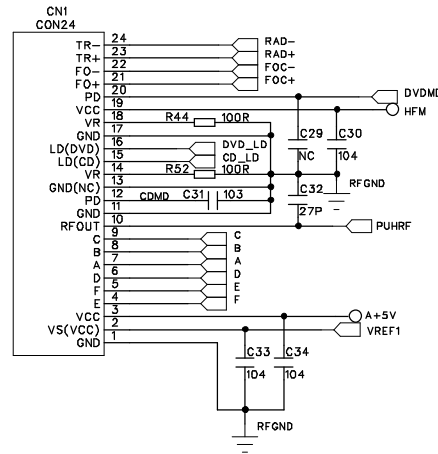 CN1
CON24
TR- 24 RAD-
TR+ 23 RAD+
FO- 22 FOC-
FO+ 21 FOC+
PD 20 DVDMD
VCC 19 HFM
VR 18 R44 100R
GND 17 C29 C30
LD(DVD) 16 DVD_LD NC 104
LD(CD) 15 CD_LD
VR 14 R52 100R
GND(NC) 13 RFGND
PD 12 CDMD C31 103 C32
GND 11 27P
RFOUT 10 PUHRF
C 9 C
B 8 B
A 7 A
D 6 D
F 5 E
E 4 F
VCC 3 A+5V
VS(VCC) 2 VREF1
GND 1
C33 C34
104 104
RFGND